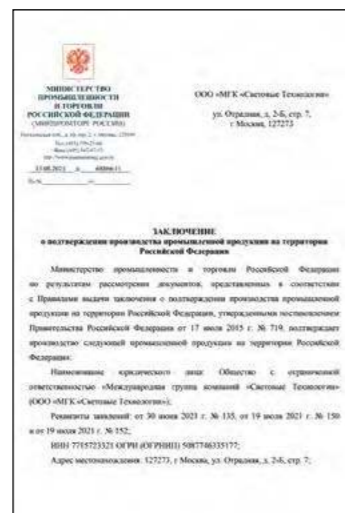 МИНИСТЕРСТВО
ПРОМЫШЛЕННОСТИ
И ТОРГОВЛИ
РОССИЙСКОЙ ФЕДЕРАЦИИ
(МИНПРОМТОРГ РОССИИ)
ООО «МГК «Световые Технологии»
ул. Отрадная, д. 2-Б, стр. 7,
г. Москва, 127273
ЗАКЛЮЧЕНИЕ
о подтверждении производства промышленной продукции на территории
Российской Федерации
Министерство промышленности и торговли Российской Федерации
по результатам рассмотрения документов, представленных в соответствии
с Правилами выдачи заключения о подтверждении производства промышленной
продукции на территории Российской Федерации, утвержденными постановлением
Правительства Российской Федерации от 17 июля 2015 г. № 719, подтверждает
производство следующей промышленной продукции на территории Российской
Федерации:
Наименование юридического лица: Общество с ограниченной
ответственностью «Международная группа компаний «Световые Технологии»
(ООО «МГК «Световые Технологии»);
Реквизиты заявлений: от 30 июня 2021 г. № 135, от 19 июля 2021 г. № 150
и от 19 июля 2021 г. № 152;
ИНН 7715723321 ОГРН (ОГРНИП) 5087746335177;
Адрес местонахождения: 127273, г Москва, ул. Отрадная, д. 2-Б, стр. 7;